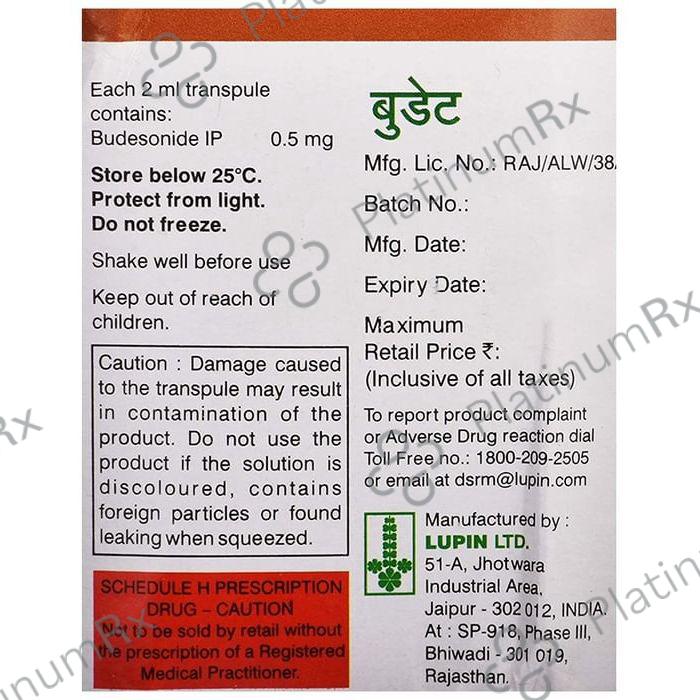 Each 2 ml transpule
contains:
Budesonide IP 0.5 mg
Store below 25°C.
Protect from light.
Do not freeze.
Shake well before use
Keep out of reach of
children.
Caution : Damage caused
to the transpule may result
in contamination of the
product. Do not use the
product if the solution is
discoloured, contains
foreign particles or found
leaking when squeezed.
SCHEDULE H PRESCRIPTION
DRUG – CAUTION
Not to be sold by retail without
the prescription of a Registered
Medical Practitioner.
बुडेट
Mfg. Lic. No.: RAJ/ALW/38
Batch No.:
Mfg. Date:
Expiry Date:
Maximum
Retail Price ₹:
(Inclusive of all taxes)
To report product complaint
or Adverse Drug reaction dial
Toll Free no.: 1800-209-2505
or email at dsrm@lupin.com
Manufactured by :
LUPIN LTD.
51-A, Jhotwara
Industrial Area,
Jaipur - 302 012, INDIA.
At : SP-918, Phase III,
Bhiwadi - 301 019,
Rajasthan.
PlatinumRx
PlatinumRx
PlatinumRx
PlatinumRx